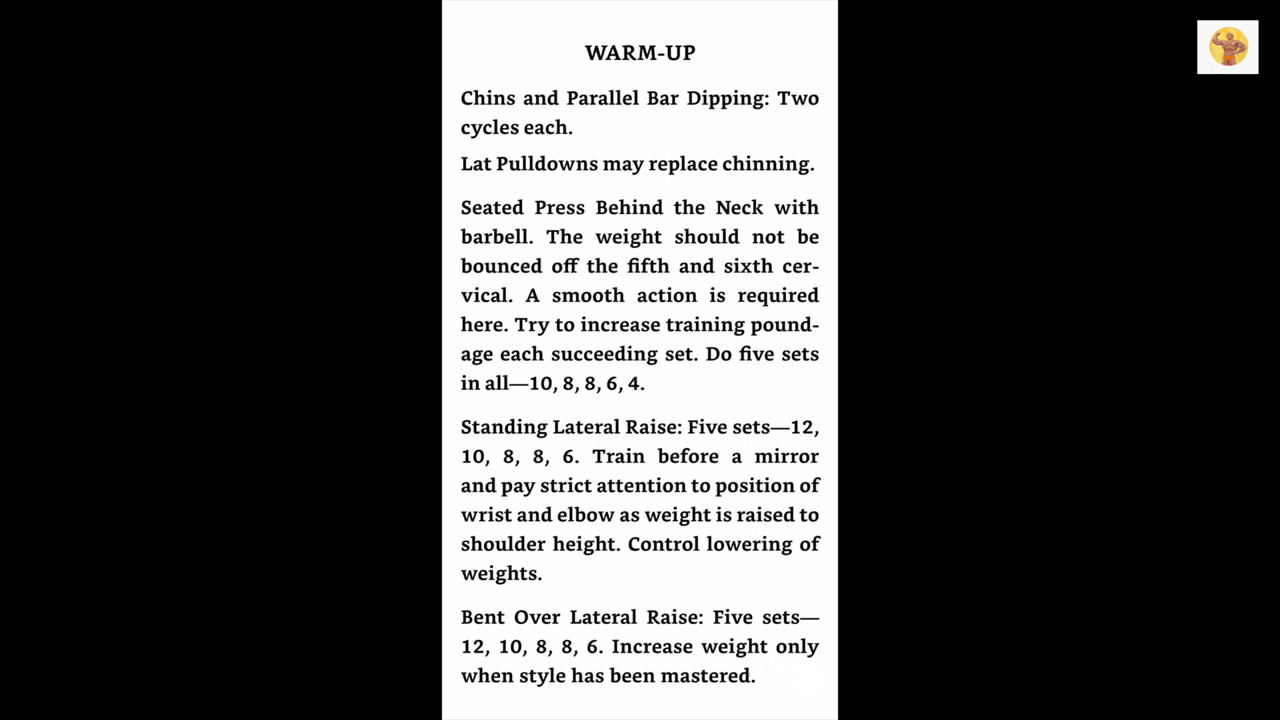 WARM-UP
Chins and Parallel Bar Dipping: Two
cycles each.
Lat Pulldowns may replace chinning.
Seated Press Behind the Neck with
barbell. The weight should not be
bounced off the fifth and sixth cer-
vical. A smooth action is required
here. Try to increase training pound-
age each succeeding set. Do five sets
in all—10, 8, 8, 6, 4.
Standing Lateral Raise: Five sets—12,
10, 8, 8, 6. Train before a mirror
and pay strict attention to position of
wrist and elbow as weight is raised to
shoulder height. Control lowering of
weights.
Bent Over Lateral Raise: Five sets—
12, 10, 8, 8, 6. Increase weight only
when style has been mastered.